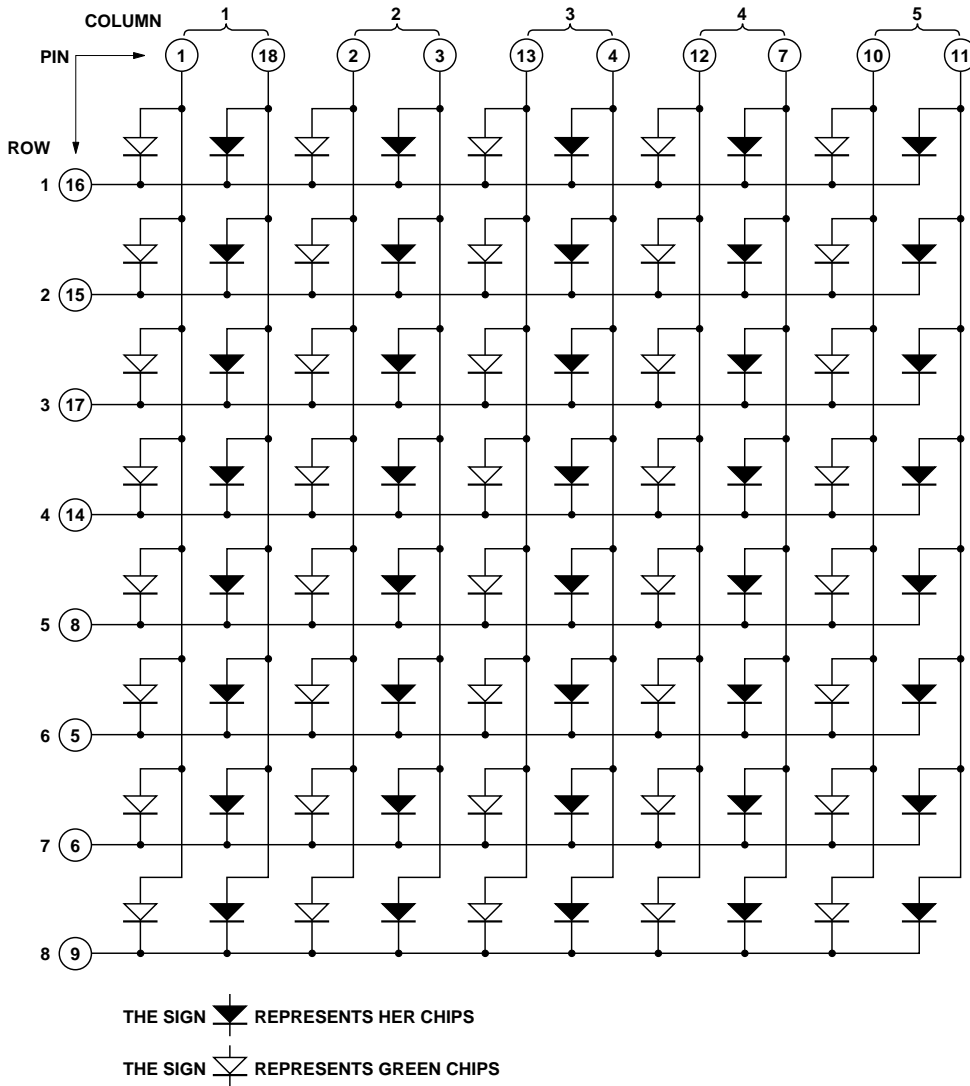 COLUMN 1 2 3 4 5
PIN 1 18 2 3 13 4 12 7 10 11
ROW
1 16
2 15
3 17
4 14
5 8
6 5
7 6
8 9
THE SIGN REPRESENTS HER CHIPS
THE SIGN REPRESENTS GREEN CHIPS